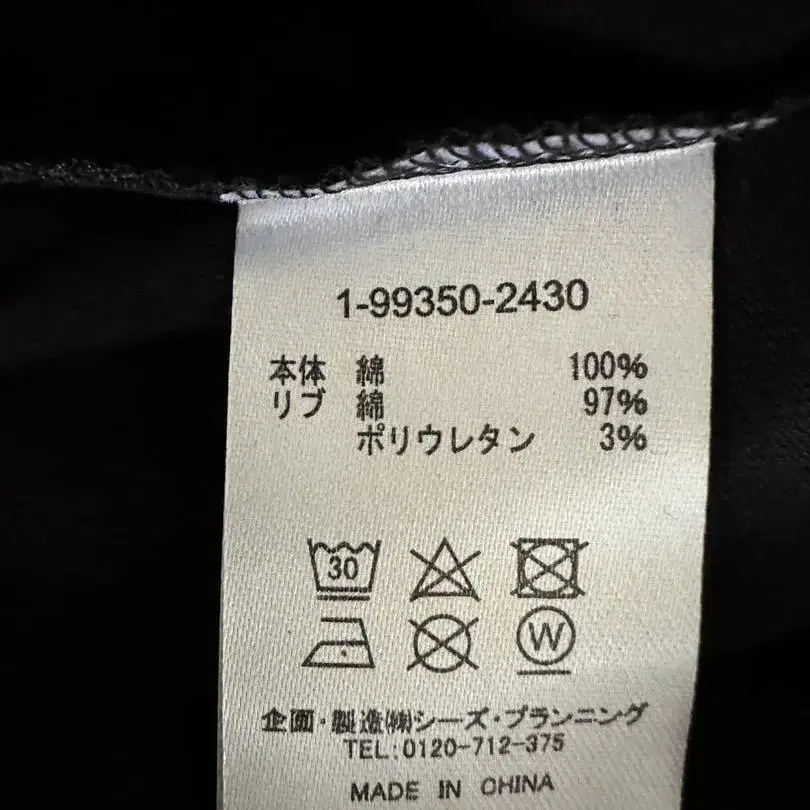 1-99350-2430
本体 綿 100%
リブ 綿 97%
ポリウレタン 3%
30
W
企画・製造㈱シーズ・プランニング
TEL:0120-712-375
MADE IN CHINA